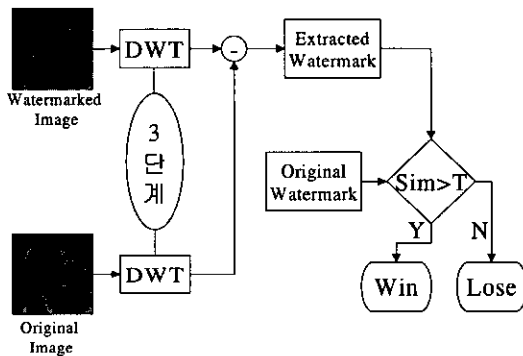 DWT
-
Extracted
Watermark
Watermarked
Image
3
단
계
Original
Watermark
Sim>T
Y
N
DWT
Win
Lose
Original
Image